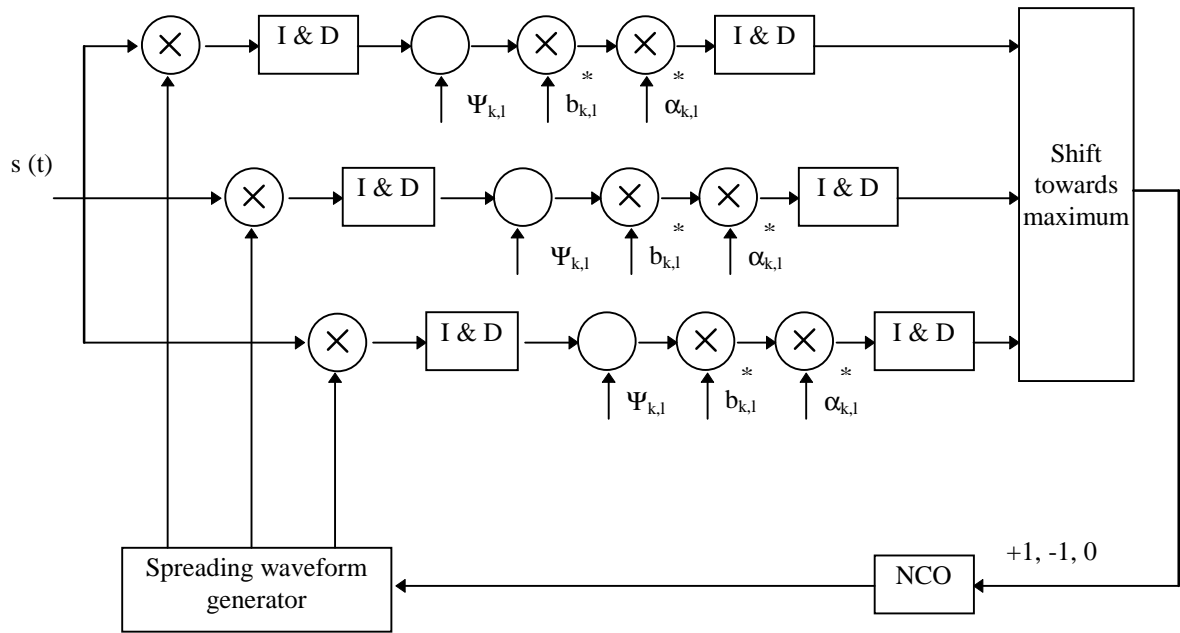 I & D
I & D
Ψk,l
b*k,l
α*k,l
s (t)
I & D
I & D
Shift
towards
maximum
Ψk,l
b*k,l
α*k,l
I & D
I & D
Ψk,l
b*k,l
α*k,l
+1, -1, 0
Spreading waveform
generator
NCO